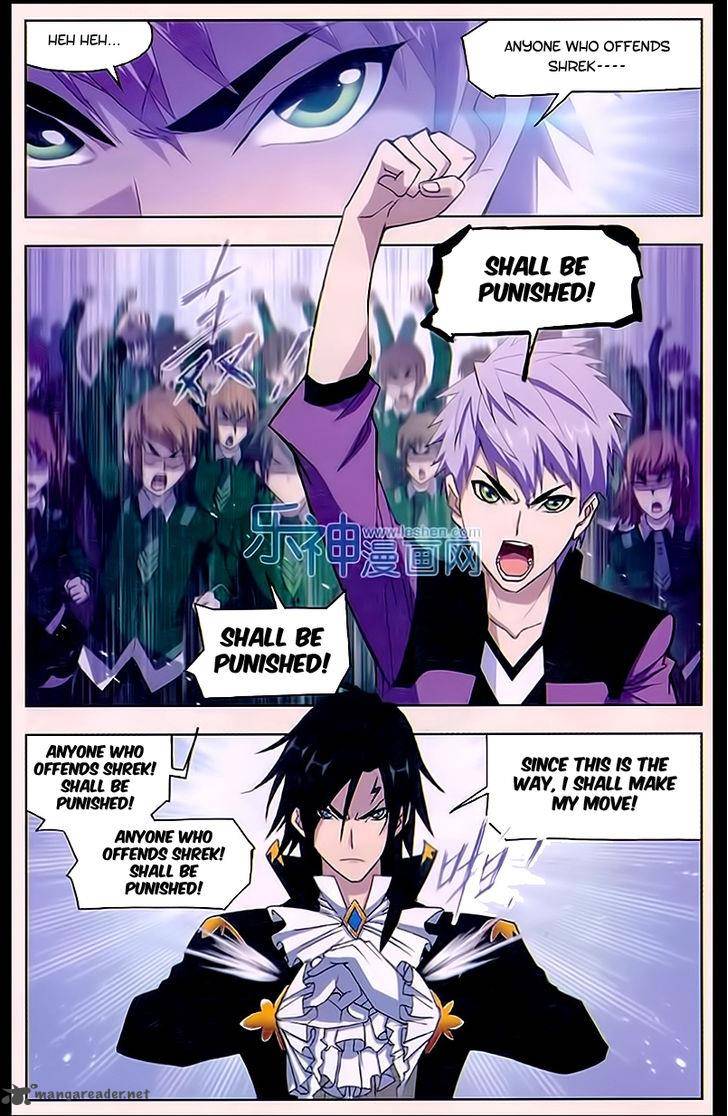 HEH HEH...
ANYONE WHO OFFENDS
SHREK----
SHALL BE
PUNISHED!
乐神漫画网
www.leshen.com
SHALL BE
PUNISHED!
ANYONE WHO
OFFENDS SHREK!
SHALL BE
PUNISHED!
ANYONE WHO
OFFENDS SHREK!
SHALL BE
PUNISHED!
SINCE THIS IS THE
WAY, I SHALL MAKE
MY MOVE!
mangareader.net